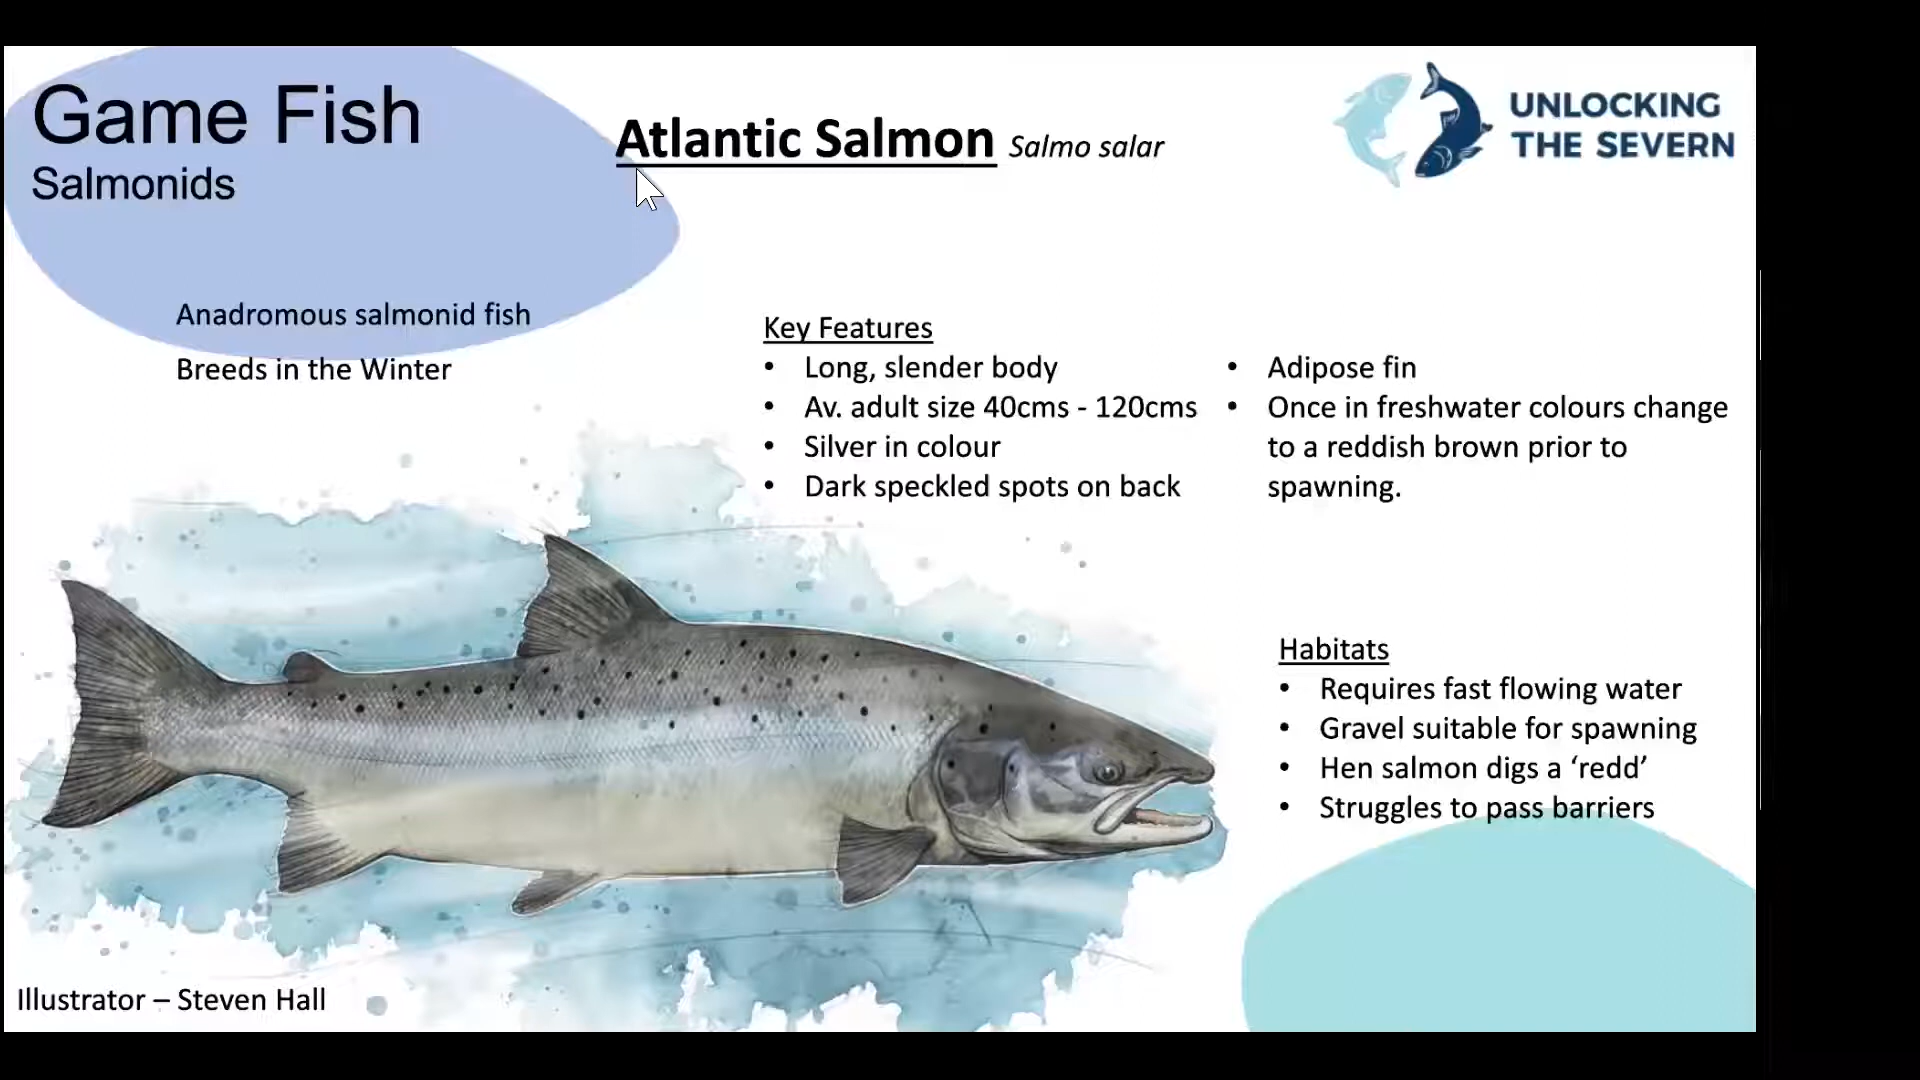 Game Fish
Salmonids
Atlantic Salmon Salmo salar
UNLOCKING
THE SEVERN
Anadromous salmonid fish
Breeds in the Winter
Key Features
• Long, slender body
• Av. adult size 40cms - 120cms
• Silver in colour
• Dark speckled spots on back
• Adipose fin
• Once in freshwater colours change
to a reddish brown prior to
spawning.
Habitats
• Requires fast flowing water
• Gravel suitable for spawning
• Hen salmon digs a ‘redd’
• Struggles to pass barriers
Illustrator – Steven Hall